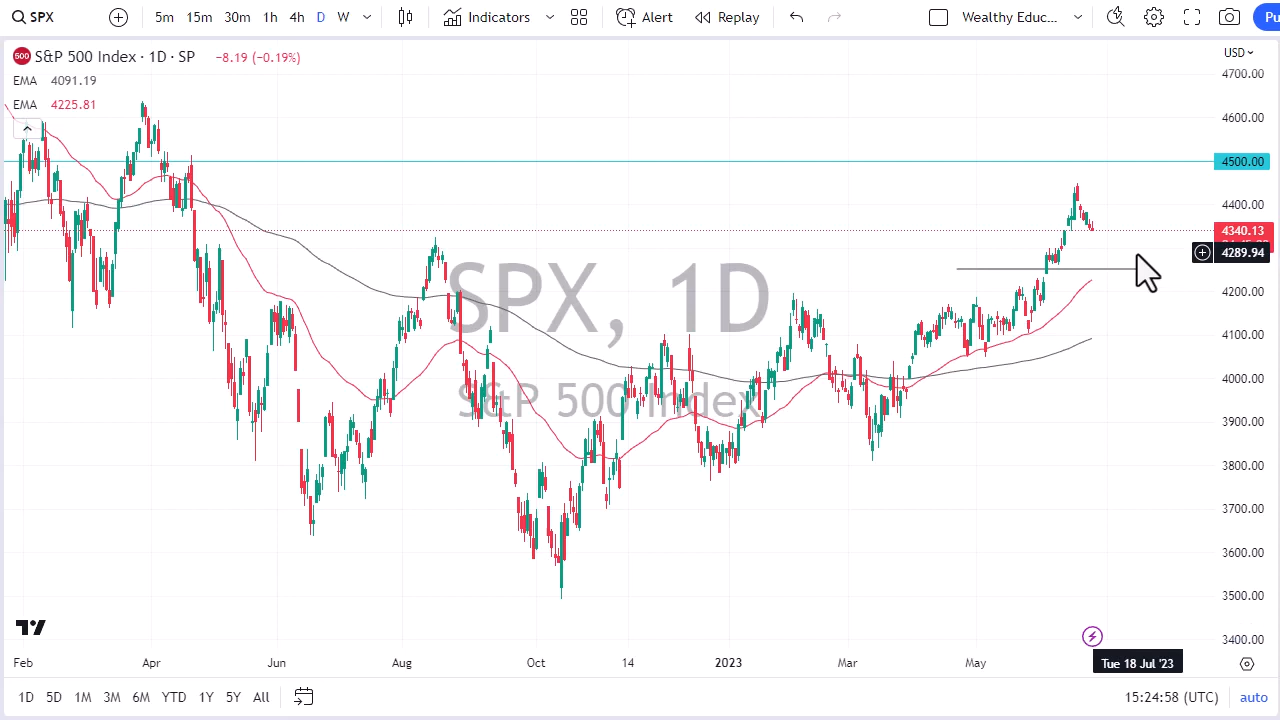 SPX 5m 15m 30m 1h 4h D W Indicators Alert Replay Wealthy Educ... Pu
500 S&P 500 Index · 1D · SP −8.19 (−0.19%)
USD
EMA 4091.19
EMA 4225.81
4700.00
4600.00
4500.00
4400.00
4340.13
4289.94
4200.00
4100.00
4000.00
3900.00
3800.00
3700.00
3600.00
3500.00
3400.00
SPX, 1D
S&P 500 Index
Feb Apr Jun Aug Oct 14 2023 Mar May Tue 18 Jul '23
1D 5D 1M 3M 6M YTD 1Y 5Y All 15:24:58 (UTC) auto